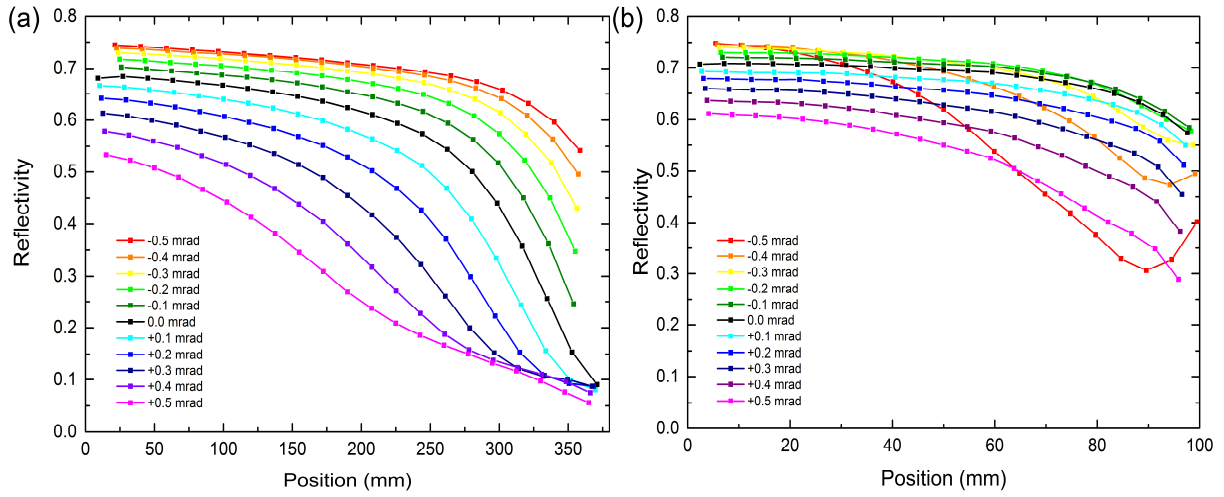 (a)
0.8
0.7
0.6
0.5
0.4
0.3
0.2
0.1
0.0
Reflectivity
-0.5 mrad
-0.4 mrad
-0.3 mrad
-0.2 mrad
-0.1 mrad
0.0 mrad
+0.1 mrad
+0.2 mrad
+0.3 mrad
+0.4 mrad
+0.5 mrad
0 50 100 150 200 250 300 350
Position (mm)
(b)
0.8
0.7
0.6
0.5
0.4
0.3
0.2
0.1
0.0
Reflectivity
-0.5 mrad
-0.4 mrad
-0.3 mrad
-0.2 mrad
-0.1 mrad
0.0 mrad
+0.1 mrad
+0.2 mrad
+0.3 mrad
+0.4 mrad
+0.5 mrad
0 20 40 60 80 100
Position (mm)